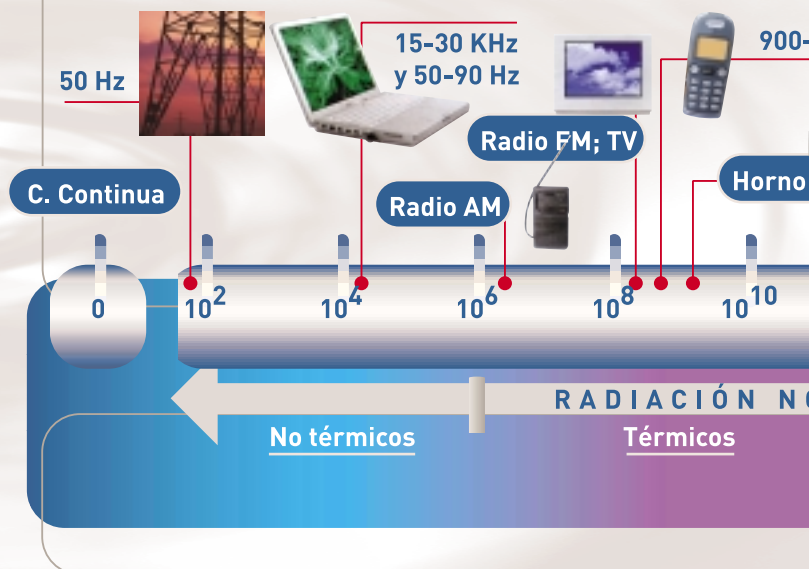 15-30 KHz
y 50-90 Hz
900-
50 Hz
Radio FM; TV
C. Continua
Radio AM
Horno
0
10²
10⁴
10⁶
10⁸
10¹⁰
RADIACIÓN NO
No térmicos
Térmicos